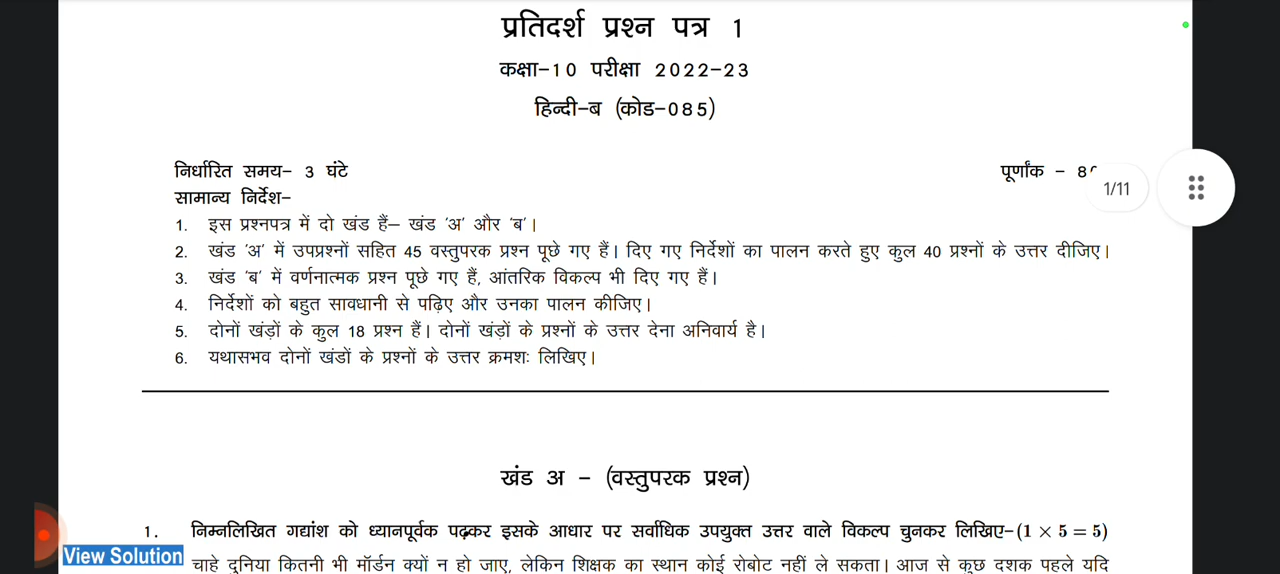 प्रतिदर्श प्रश्न पत्र 1
कक्षा-10 परीक्षा 2022-23
हिन्दी-ब (कोड-085)
निर्धारित समय- 3 घंटे
पूर्णांक - 8
1/11
सामान्य निर्देश-
1. इस प्रश्नपत्र में दो खंड हैं- खंड 'अ' और 'ब'।
2. खंड 'अ' में उपप्रश्नों सहित 45 वस्तुपरक प्रश्न पूछे गए हैं। दिए गए निर्देशों का पालन करते हुए कुल 40 प्रश्नों के उत्तर दीजिए।
3. खंड 'ब' में वर्णनात्मक प्रश्न पूछे गए हैं, आंतरिक विकल्प भी दिए गए हैं।
4. निर्देशों को बहुत सावधानी से पढ़िए और उनका पालन कीजिए।
5. दोनों खंड़ों के कुल 18 प्रश्न हैं। दोनों खंड़ों के प्रश्नों के उत्तर देना अनिवार्य है।
6. यथासभव दोनों खंडों के प्रश्नों के उत्तर क्रमशः लिखिए।
खंड अ - (वस्तुपरक प्रश्न)
1. निम्नलिखित गद्यांश को ध्यानपूर्वक पढ़कर इसके आधार पर सर्वाधिक उपयुक्त उत्तर वाले विकल्प चुनकर लिखिए-(1 × 5 = 5)
View Solution
चाहे दुनिया कितनी भी मॉर्डन क्यों न हो जाए, लेकिन शिक्षक का स्थान कोई रोबोट नहीं ले सकता। आज से कुछ दशक पहले यदि